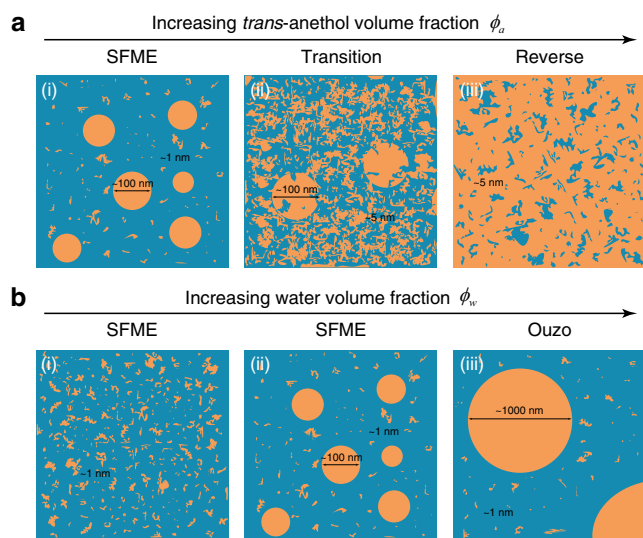 a
Increasing trans-anethol volume fraction ϕa
SFME Transition Reverse
(i) (ii) (iii)
~1 nm
~100 nm
~100 nm
~5 nm
~5 nm
b
Increasing water volume fraction ϕw
SFME SFME Ouzo
(i) (ii) (iii)
~1 nm
~1 nm
~100 nm
~1000 nm
~1 nm